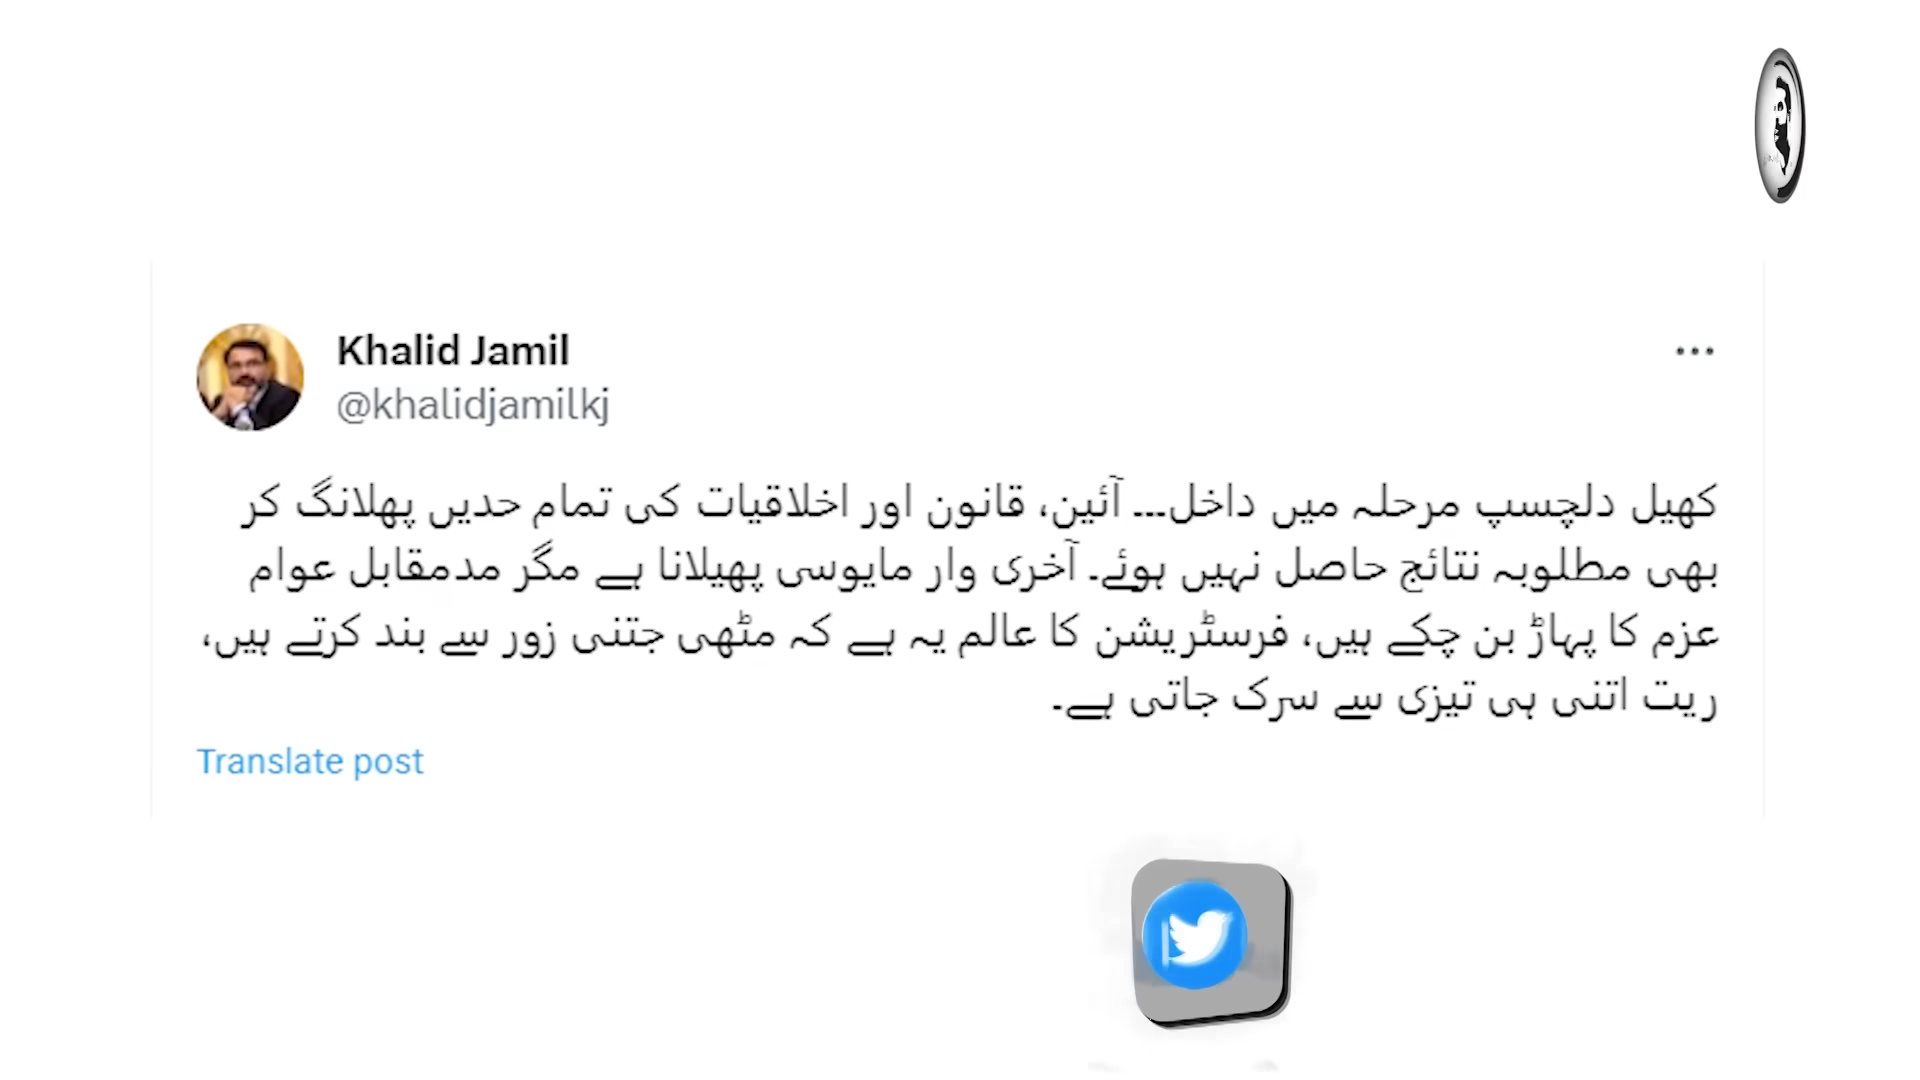 Khalid Jamil
@khalidjamilkj
کھیل دلچسپ مرحلہ میں داخل... آئین، قانون اور اخلاقیات کی تمام حدیں پھلانگ کر
بھی مطلوبہ نتائج حاصل نہیں ہوئے۔ آخری وار مایوسی پھیلانا ہے مگر مدمقابل عوام
عزم کا پہاڑ بن چکے ہیں، فرسٹریشن کا عالم یہ ہے کہ مٹھی جتنی زور سے بند کرتے ہیں،
ریت اتنی ہی تیزی سے سرک جاتی ہے۔
Translate post